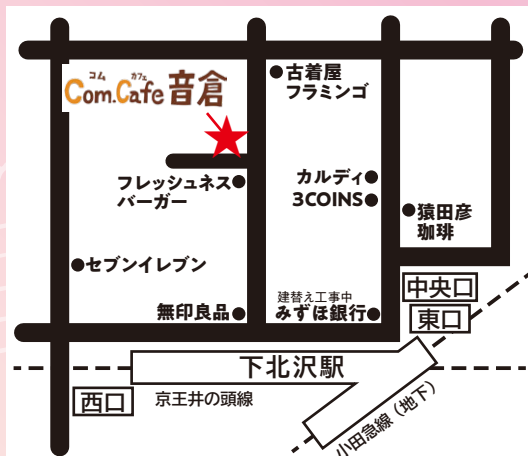 コム カフェ
Com.Cafe 音倉
古着屋
フラミンゴ
フレッシュネス
バーガー
カルディ
3COINS
猿田彦
珈琲
セブンイレブン
無印良品
建替え工事中
みずほ銀行
中央口
東口
下北沢駅
西口
京王井の頭線
小田急線（地下）